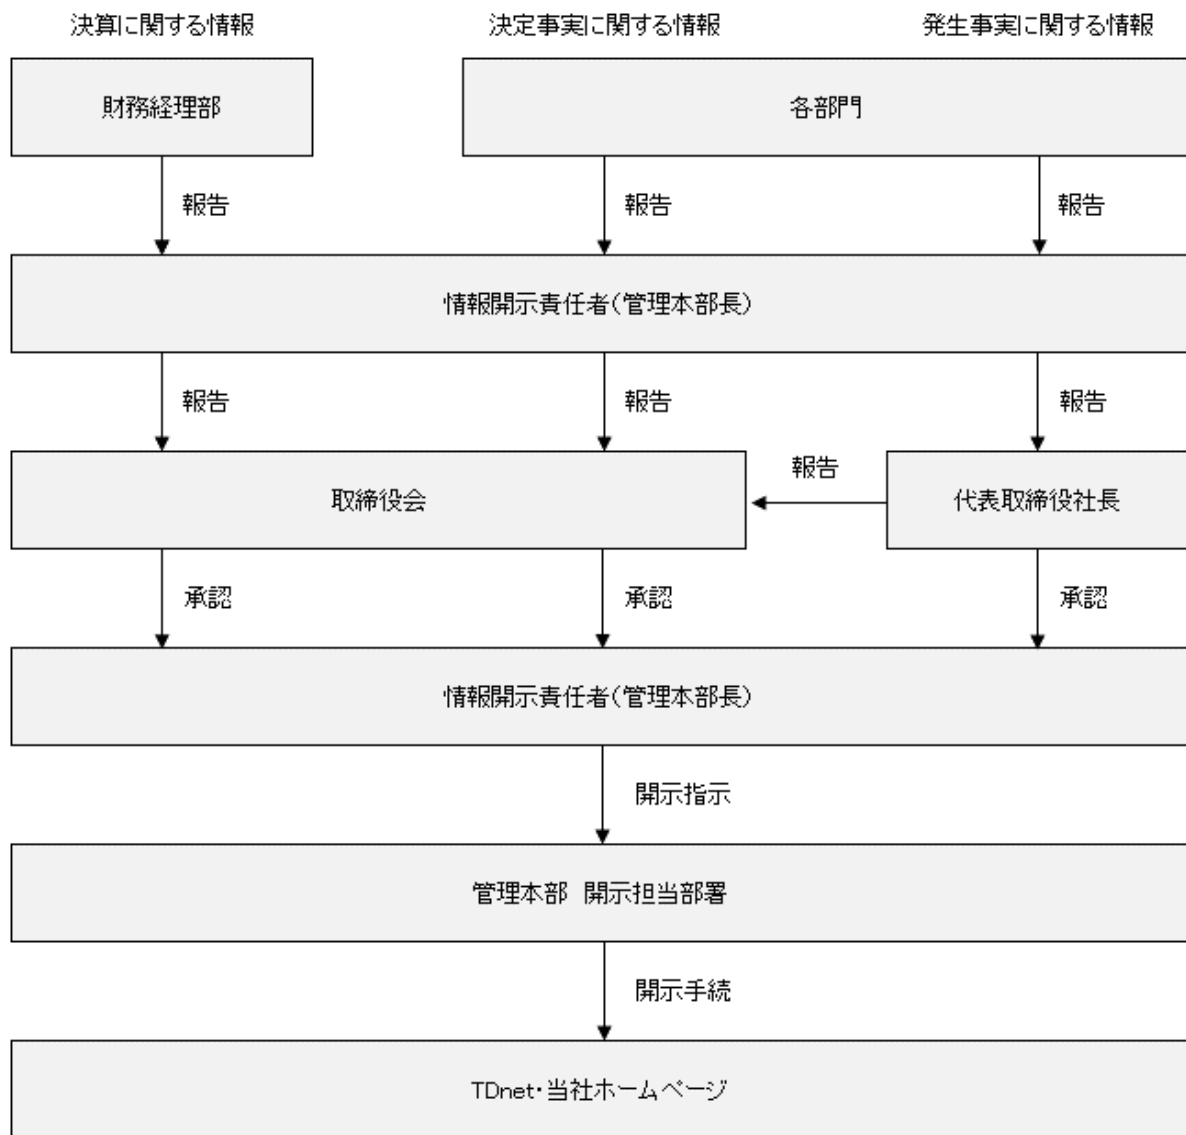 決算に関する情報
決定事実に関する情報
発生事実に関する情報
財務経理部
各部門
報告
報告
報告
情報開示責任者(管理本部長)
報告
報告
報告
取締役会
報告
代表取締役社長
承認
承認
承認
情報開示責任者(管理本部長)
開示指示
管理本部 開示担当部署
開示手続
TDnet・当社ホームページ